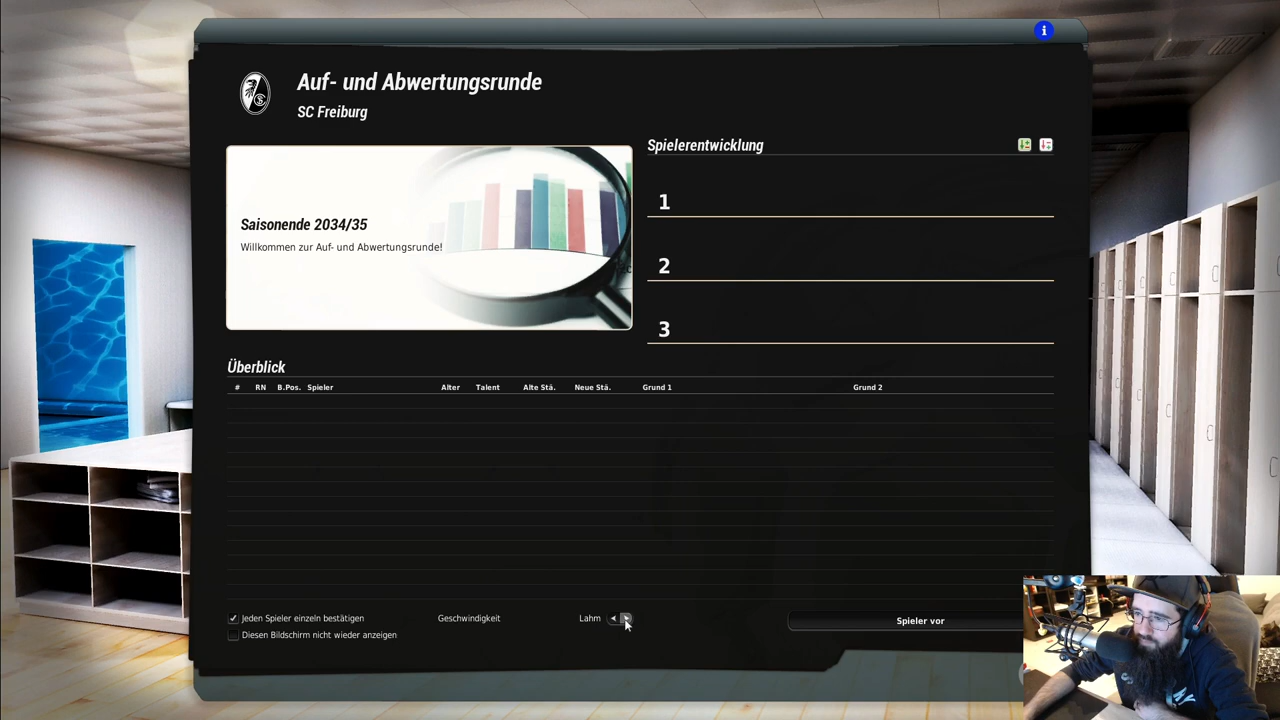 i
Auf- und Abwertungsrunde
SC Freiburg
Spielerentwicklung
Saisonende 2034/35
Willkommen zur Auf- und Abwertungsrunde!
1
2
3
Überblick
# RN B.Pos. Spieler Alter Talent Alte Stä. Neue Stä. Grund 1 Grund 2
Jeden Spieler einzeln bestätigen Geschwindigkeit Lahm
Spieler vor
Diesen Bildschirm nicht wieder anzeigen